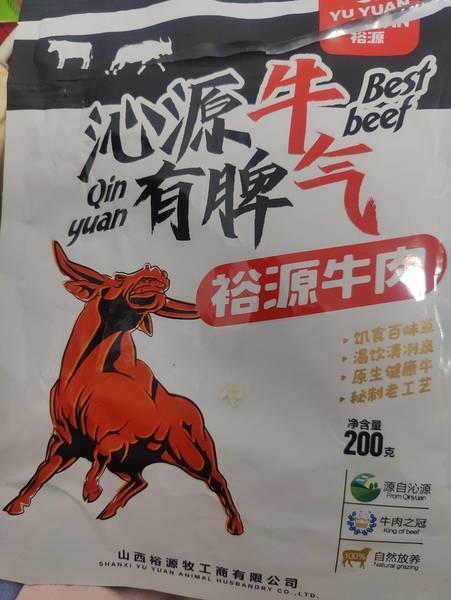 YU YUAN
裕源
沁源牛
Best
beef
Qin
yuan
有脾气
裕源牛肉
饥食百味草
渴饮清冽泉
原生健康牛
秘制老工艺
净含量
200克
源自沁源
From Qinyuan
牛肉之冠
King of beef
100%
自然放养
Natural grazing
山西裕源牧工商有限公司
SHANXI YU YUAN ANIMAL HUSBANDRY CO.,LTD.